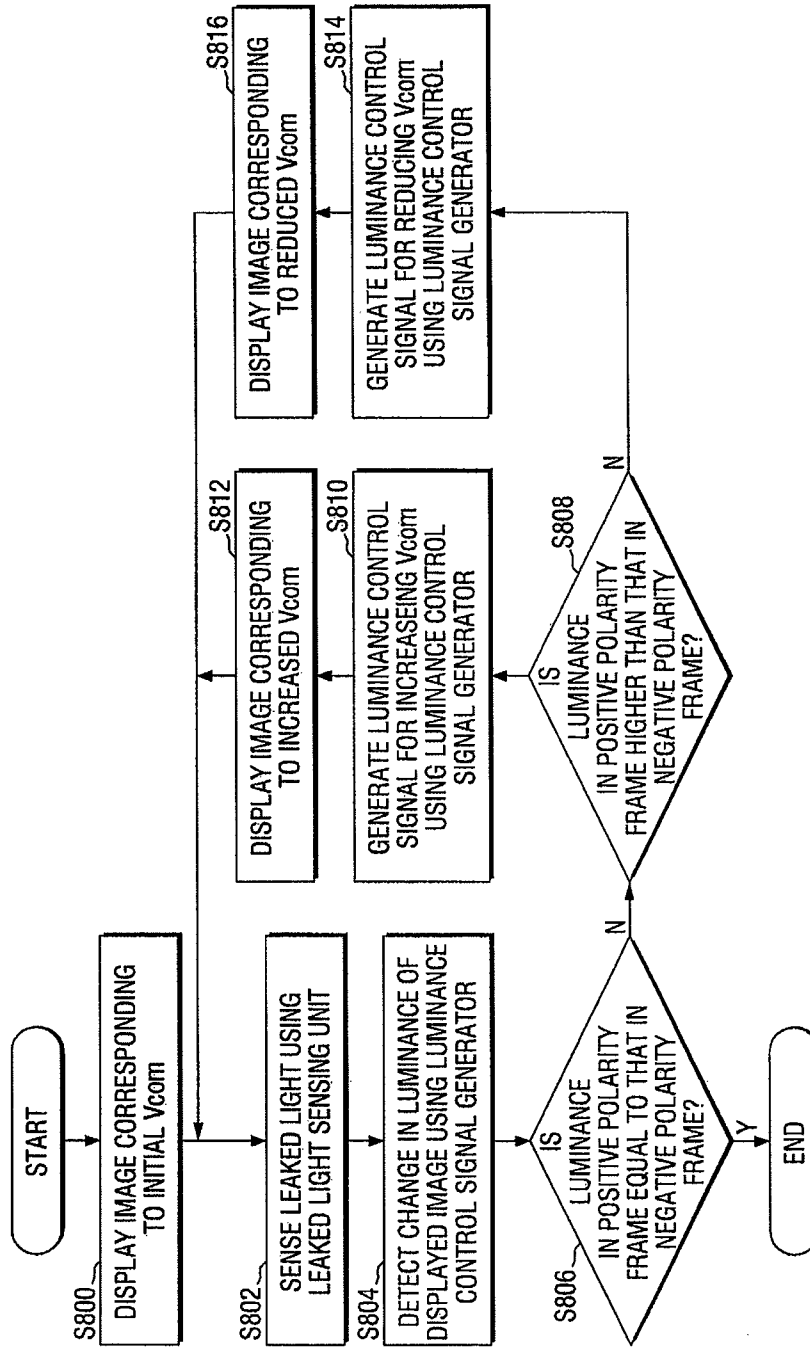 START
S800
DISPLAY IMAGE CORRESPONDING
TO INITIAL Vcom
S802
SENSE LEAKED LIGHT USING
LEAKED LIGHT SENSING UNIT
S804
DETECT CHANGE IN LUMINANCE OF
DISPLAYED IMAGE USING LUMINANCE
CONTROL SIGNAL GENERATOR
S806
IS
LUMINANCE
IN POSITIVE POLARITY
FRAME EQUAL TO THAT IN
NEGATIVE POLARITY
FRAME?
N
Y
END
S808
IS
LUMINANCE
IN POSITIVE POLARITY
FRAME HIGHER THAN THAT IN
NEGATIVE POLARITY
FRAME?
N
S810
GENERATE LUMINANCE CONTROL
SIGNAL FOR INCREASEING Vcom
USING LUMINANCE CONTROL
SIGNAL GENERATOR
S812
DISPLAY IMAGE CORRESPONDING
TO INCREASED Vcom
S814
GENERATE LUMINANCE CONTROL
SIGNAL FOR REDUCING Vcom
USING LUMINANCE CONTROL
SIGNAL GENERATOR
S816
DISPLAY IMAGE CORRESPONDING
TO REDUCED Vcom